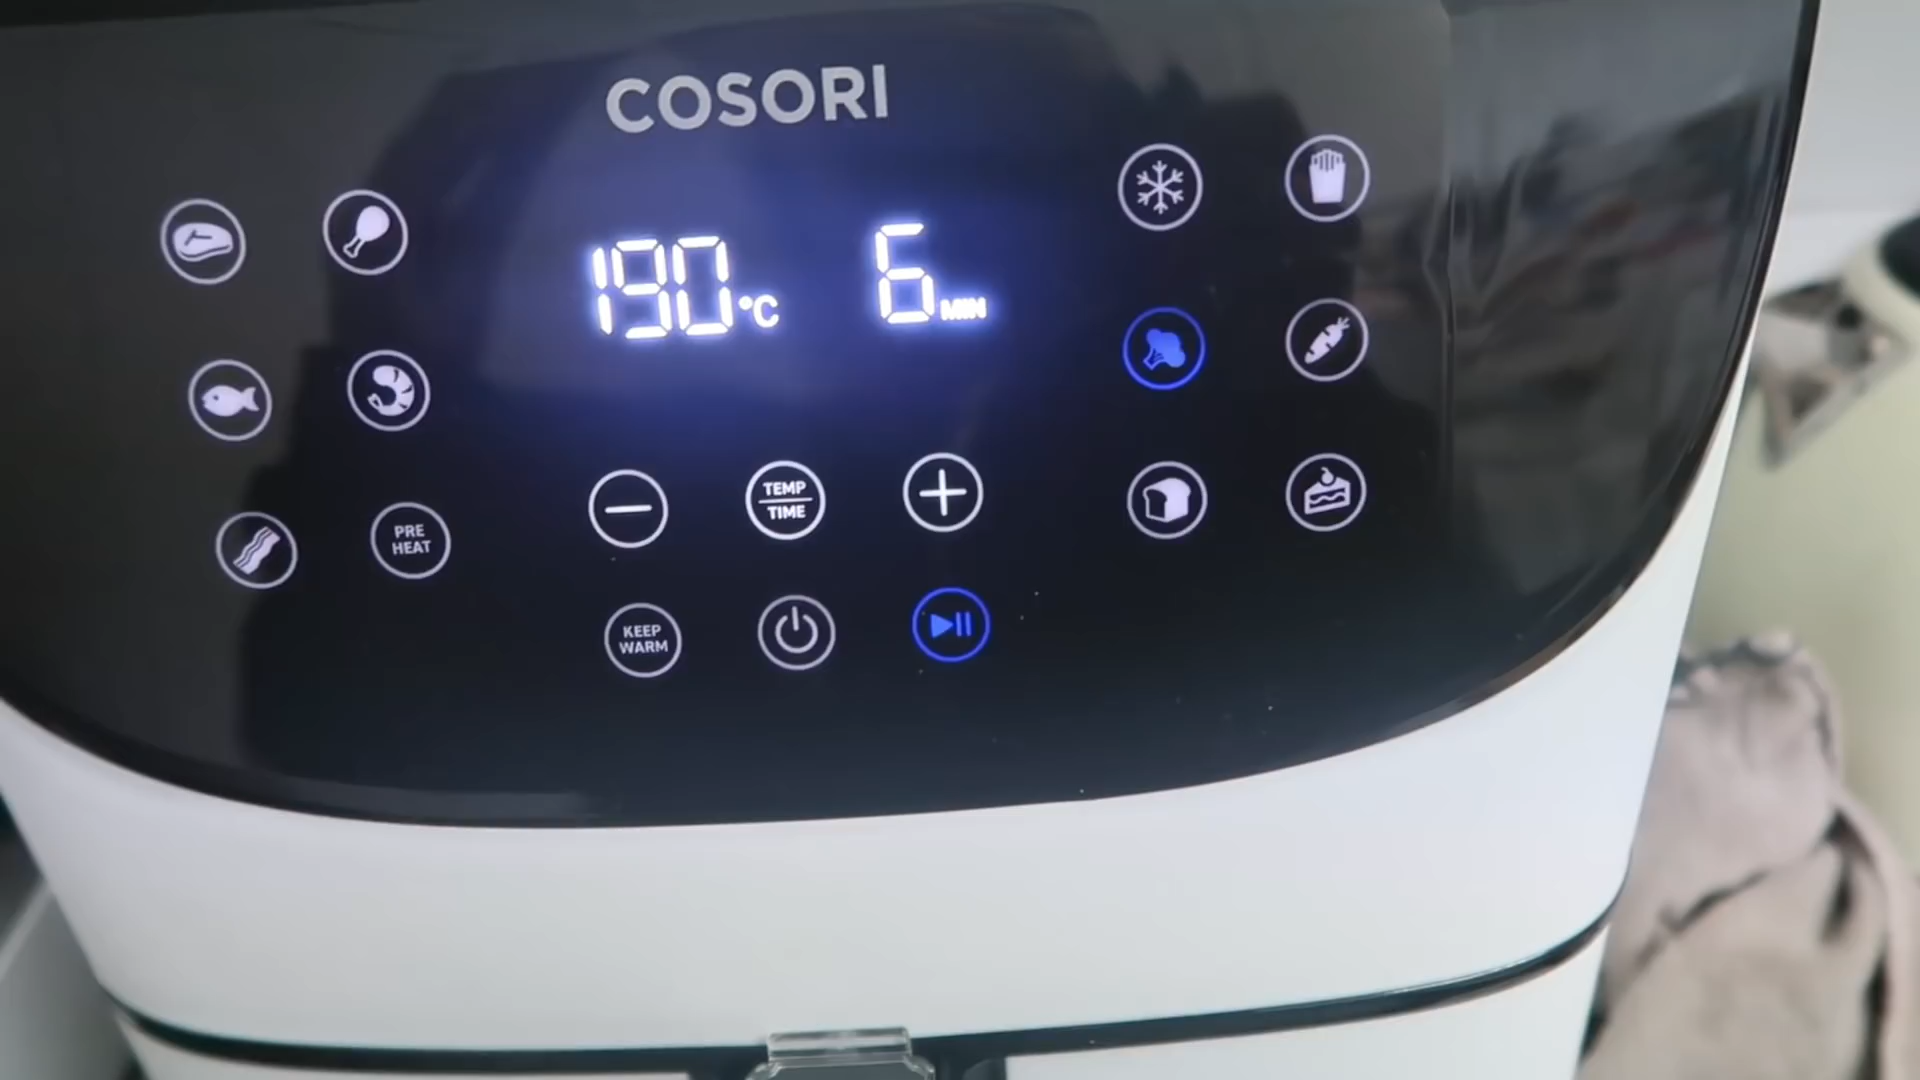 COSORI
190°C 6 MIN
TEMP
TIME
PRE
HEAT
KEEP
WARM